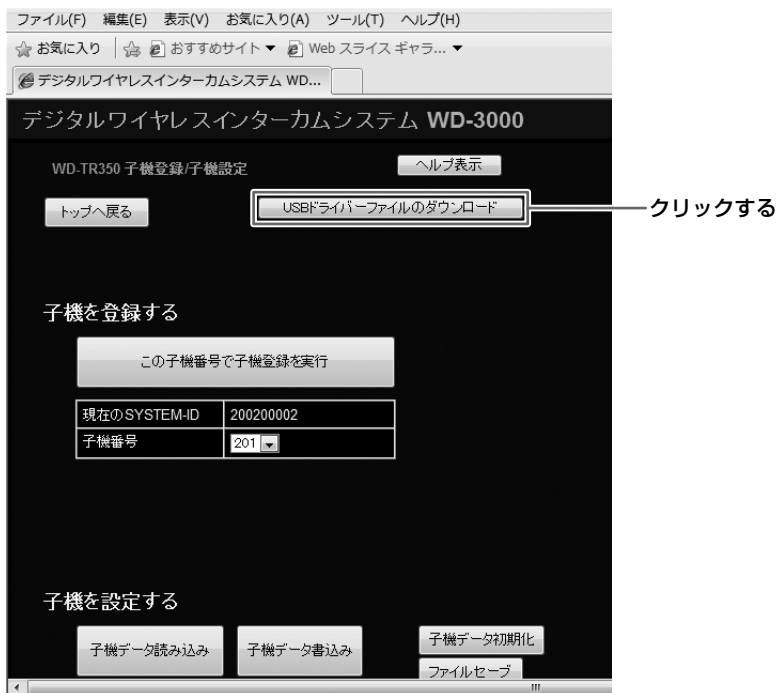 ファイル(F) 編集(E) 表示(V) お気に入り(A) ツール(T) ヘルプ(H)
お気に入り おすすめサイト ▼ Web スライス ギャラ... ▼
デジタルワイヤレスインターカムシステム WD...
デジタルワイヤレスインターカムシステム WD-3000
WD-TR350 子機登録/子機設定 ヘルプ表示
トップへ戻る USBドライバーファイルのダウンロード クリックする
子機を登録する
この子機番号で子機登録を実行
現在のSYSTEM-ID 200200002
子機番号 201
子機を設定する
子機データ読み込み 子機データ書込み 子機データ初期化
ファイルセーブ